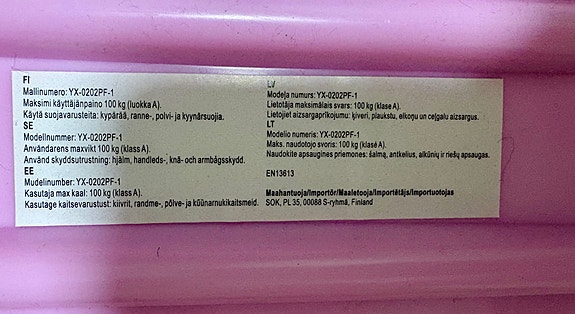 FI
Mallinumero: YX-0202PF-1
Maksimi käyttäjänpaino 100 kg (luokka A).
Käytä suojavarusteita: kypärää, ranne-, polvi- ja kyynärsuojia.
SE
Modellnummer: YX-0202PF-1
Användarens maxvikt 100 kg (klass A).
Använd skyddsutrustning: hjälm, handleds-, knä- och armbågsskydd.
EE
Mudelinumber: YX-0202PF-1
Kasutaja max kaal: 100 kg (class A).
Kasutage kaitsevarustust: kiivrit, randme-, põlve- ja küünarnukikaitsmeid.
LV
Modeļa numurs: YX-0202PF-1
Lietotāja maksimālais svars: 100 kg (klase A).
Lietojiet aizsargaprīkojumu: ķiveri, plaukstu, elkoņu un ceļgalu aizsargus.
LT
Modelio numeris: YX-0202PF-1
Maks. naudotojo svoris: 100 kg (klasė A).
Naudokite apsaugines priemones: šalmą, antkelius, alkūnių ir riešų apsaugas.
EN13613
Maahantuoja/Importör/Maaletooja/Importētājs/Importuotojas
SOK, PL 35, 00088 S-ryhmä, Finland